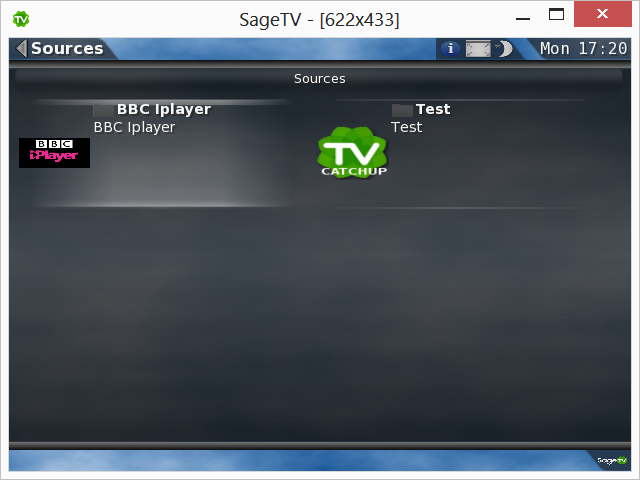 SageTV - [622x433]
Sources
Mon 17:20
Sources
BBC Iplayer
BBC Iplayer
BBC
iPlayer
Test
Test
TV
CATCHUP
SageTV